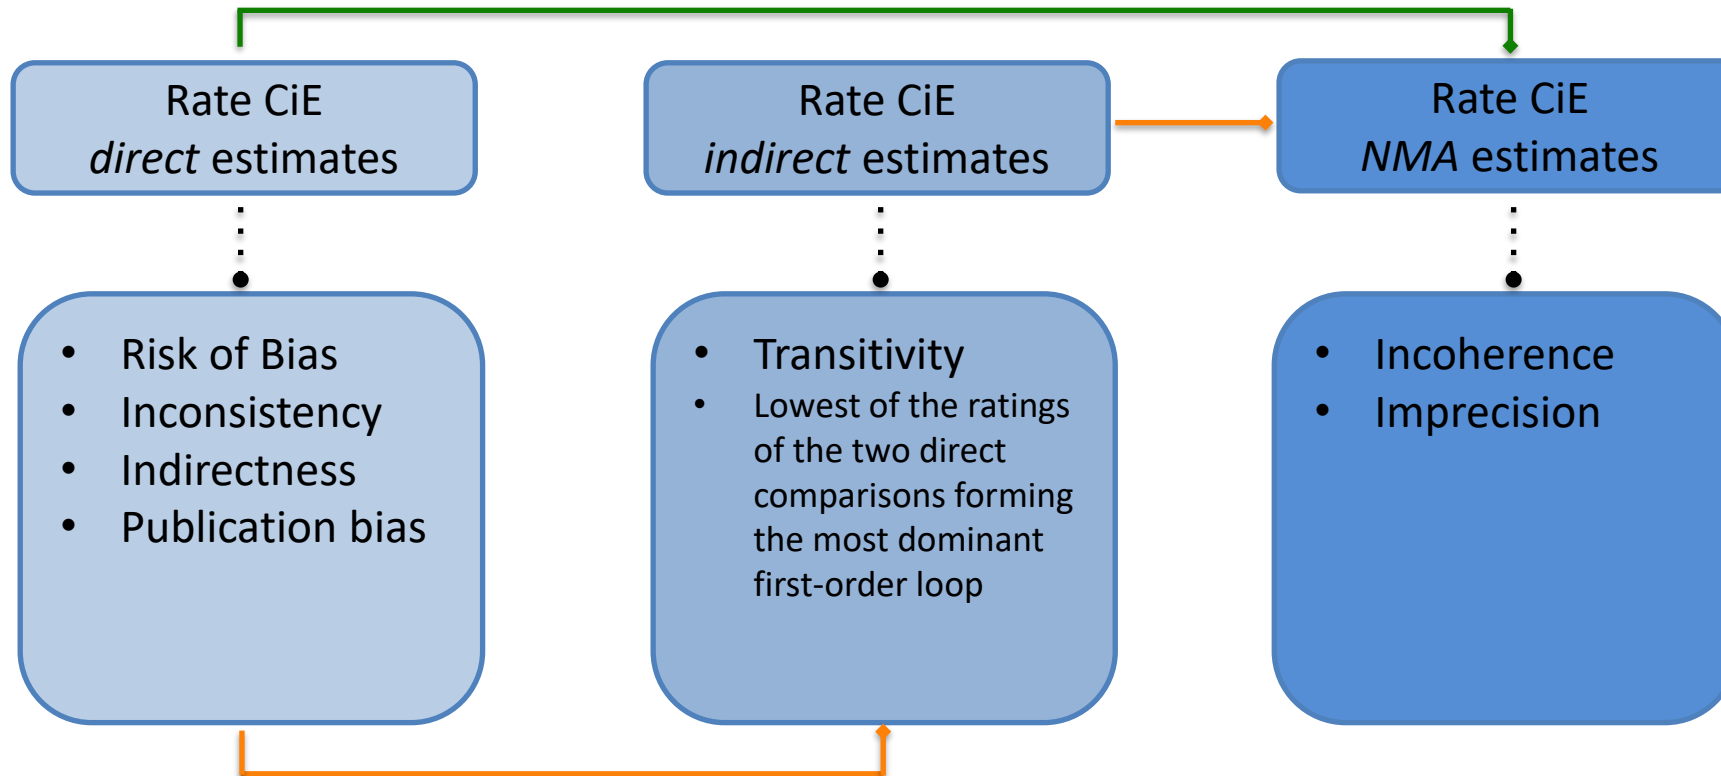 Rate CiE
direct estimates
Rate CiE
indirect estimates
Rate CiE
NMA estimates
• Risk of Bias
• Inconsistency
• Indirectness
• Publication bias
• Transitivity
• Lowest of the ratings
of the two direct
comparisons forming
the most dominant
first-order loop
• Incoherence
• Imprecision